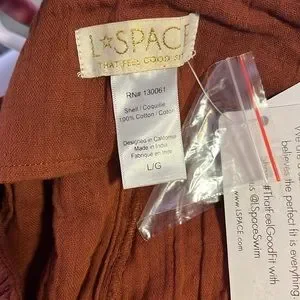 L★SPACE
THAT FEEL GOOD FIT
RN# 130061
Shell / Coquille
100% Cotton / Coton
Designed in California
Made in India
Fabriqué en Inde
L/G
believes the perfect fit is everything
#ThatFeelGoodFit with
us @LSpaceSwim
www.LSPACE.com